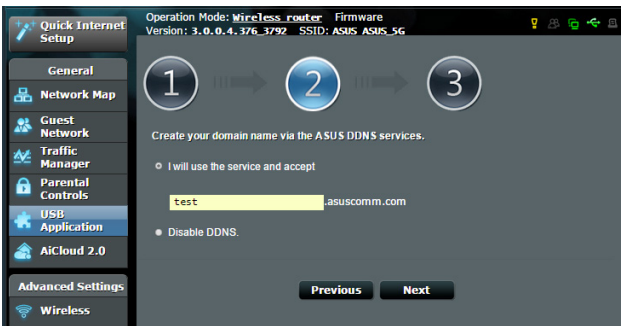 Quick Internet
Setup
Operation Mode: Wireless router Firmware
Version: 3.0.0.4.376_3792 SSID: ASUS ASUS_5G
General
Network Map
Guest
Network
Traffic
Manager
Parental
Controls
USB
Application
AiCloud 2.0
Advanced Settings
Wireless
1
2
3
Create your domain name via the ASUS DDNS services.
I will use the service and accept
test .asuscomm.com
Disable DDNS.
Previous Next